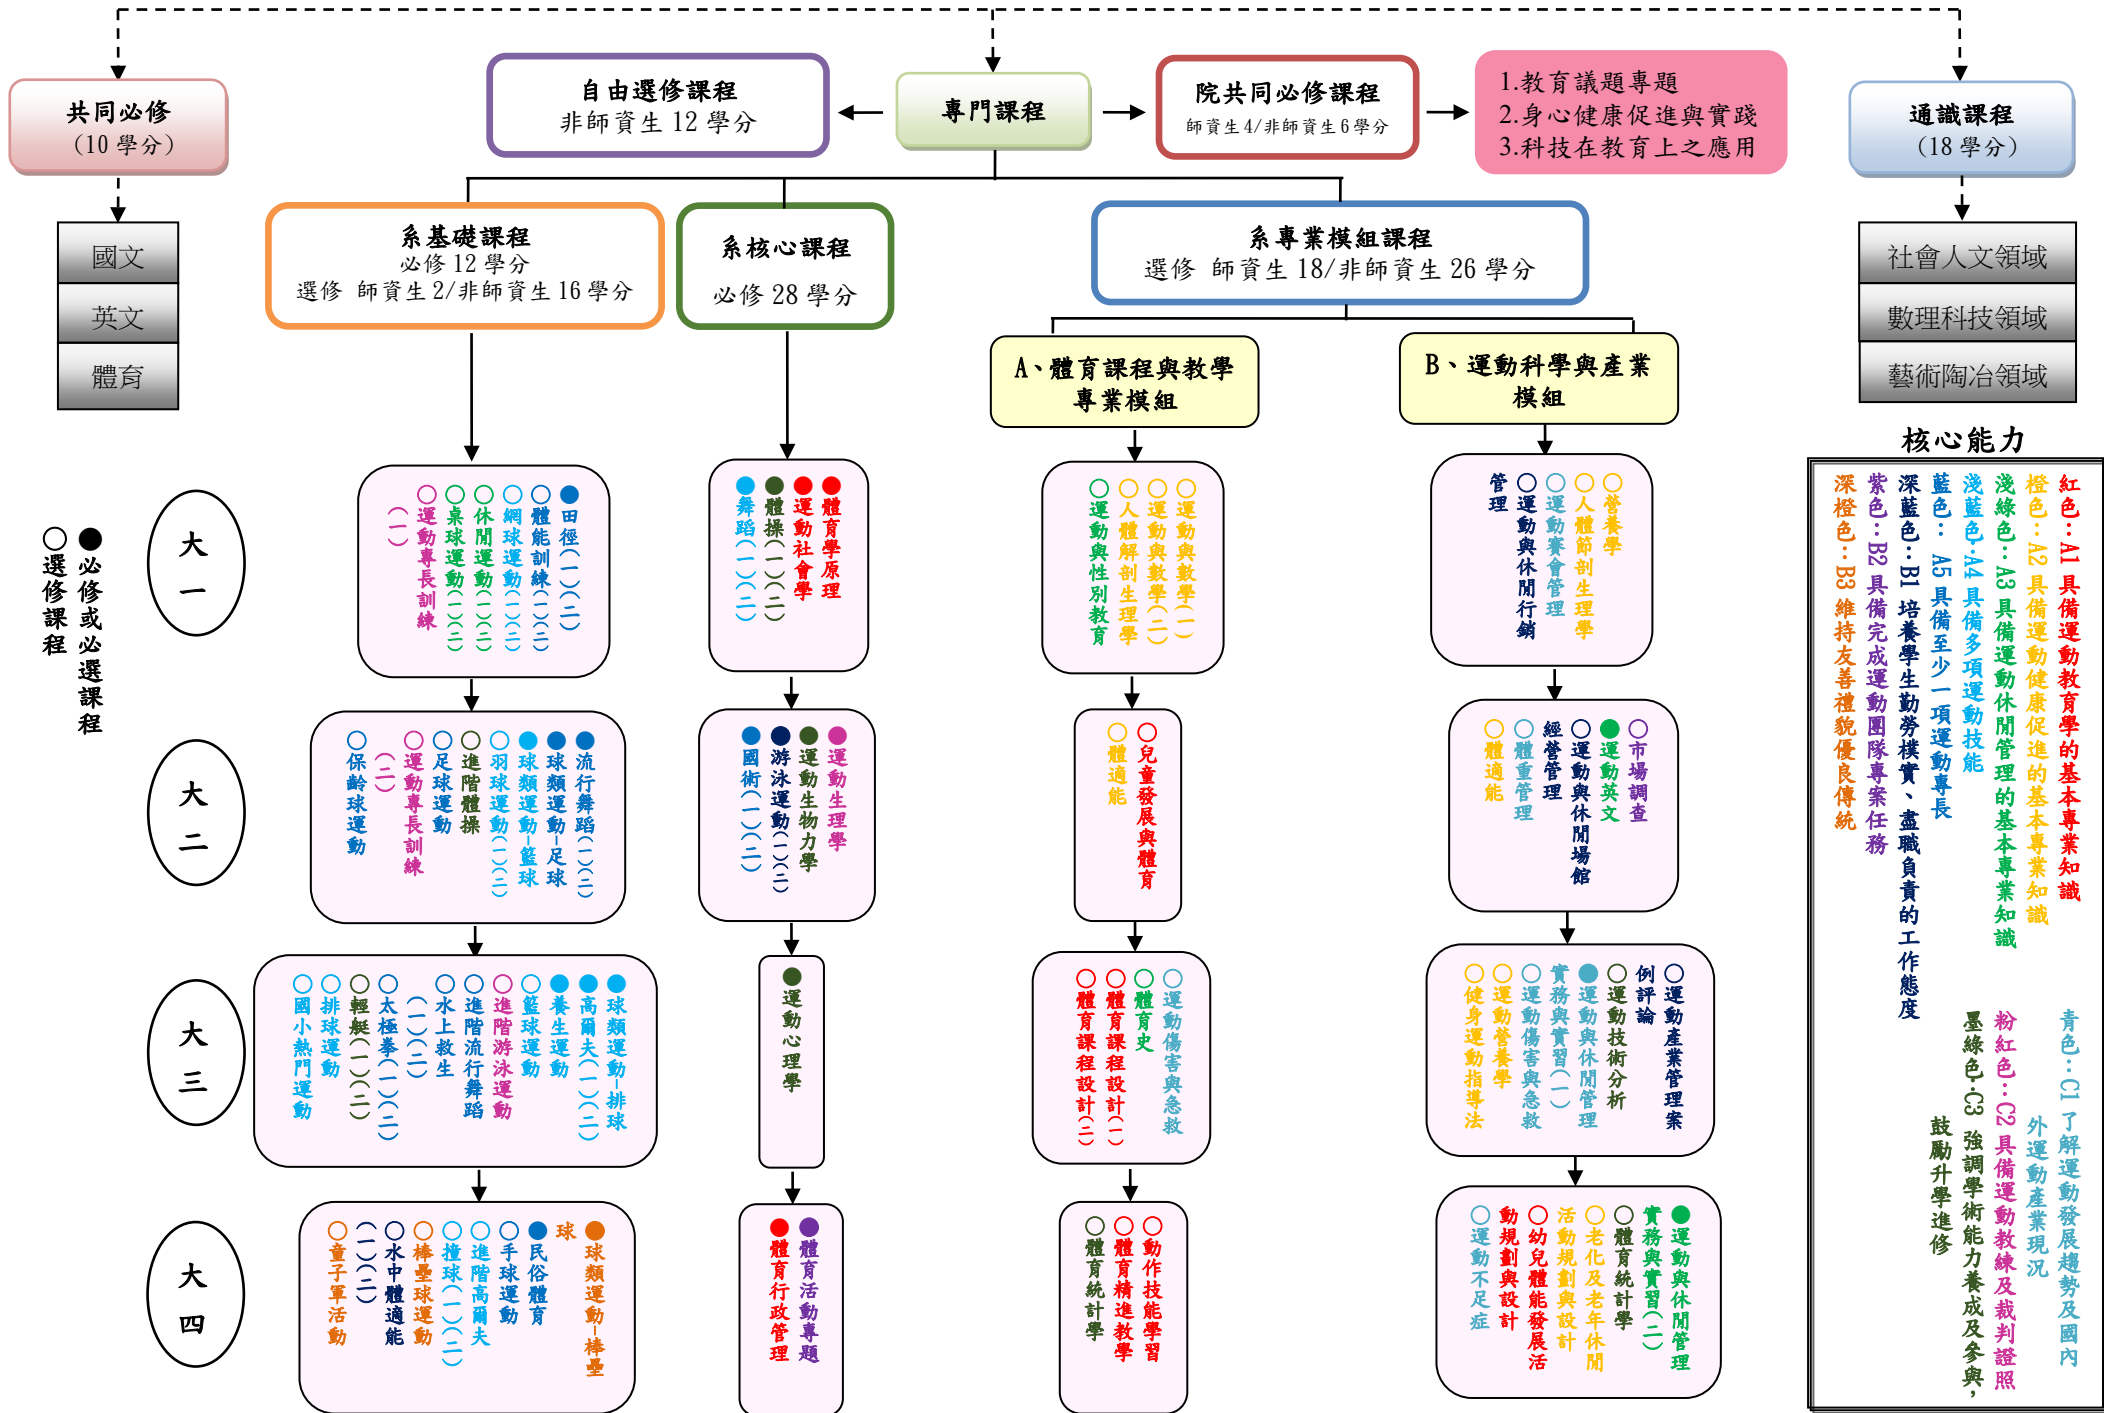 自由選修課程
非師資生 12 學分
專門課程
院共同必修課程
師資生 4/非師資生 6 學分
1.教育議題專題
2.身心健康促進與實踐
3.科技在教育上之應用
共同必修
(10 學分)
通識課程
(18 學分)
國文
英文
體育
系基礎課程
必修 12 學分
選修 師資生 2/非師資生 16 學分
系核心課程
必修 28 學分
系專業模組課程
選修 師資生 18/非師資生 26 學分
社會人文領域
數理科技領域
藝術陶冶領域
A、體育課程與教學
專業模組
B、運動科學與產業
模組
●必修或必選課程
○選修課程
大一
●田徑(一)(二)
○體能訓練(一)(二)
○網球運動(一)(二)
○休閒運動(一)(二)
○桌球運動(一)(二)
○運動專長訓練
(一)
●體育學原理
●運動社會學
●體操(一)(二)
●舞蹈(一)(二)
○運動與數學(一)
○運動與數學(二)
○人體解剖生理學
○運動與性別教育
○營養學
○人體節剖生理學
○運動賽會管理
○運動與休閒行銷
管理
大二
●流行舞蹈(一)(二)
●球類運動-足球
●球類運動-籃球
○羽球運動(一)(二)
○進階體操
○足球運動
○運動專長訓練
(二)
○保齡球運動
●運動生理學
●運動生物力學
●游泳運動(一)(二)
●國術(一)(二)
○兒童發展與體育
○體適能
○市場調查
●運動英文
○運動與休閒場館
經營管理
○體重管理
○體適能
大三
●球類運動-排球
●高爾夫(一)(二)
●養生運動
○籃球運動
○進階游泳運動
○進階流行舞蹈
○水上救生
(一)(二)
○太極拳(一)(二)
○輕艇(一)(二)
○排球運動
○國小熱門運動
●運動心理學
○運動傷害與急救
○體育史
○體育課程設計(一)
○體育課程設計(二)
○運動產業管理案
例評論
○運動技術分析
●運動與休閒管理
實務與實習(一)
○運動傷害與急救
○運動營養學
○健身運動指導法
大四
●球類運動-棒壘
球
●民俗體育
○手球運動
○進階高爾夫
○撞球(一)(二)
○棒壘球運動
○水中體適能
(一)(二)
○童子軍活動
●體育活動專題
●體育行政管理
○動作技能學習
○體育精進教學
○體育統計學
●運動與休閒管理
實務與實習(二)
○體育統計學
○老化及老年休閒
活動規劃與設計
○幼兒體能發展活
動規劃與設計
○運動不足症
核心能力
紅色：A1 具備運動教育學的基本專業知識
橙色：A2 具備運動健康促進的基本專業知識
淺綠色：A3 具備運動休閒管理的基本專業知識
淺藍色：A4 具備多項運動技能
藍色： A5 具備至少一項運動專長
深藍色：B1 培養學生勤勞樸實、盡職負責的工作態度
紫色：B2 具備完成運動團隊專案任務
深橙色：B3 維持友善禮貌優良傳統
青色：C1 了解運動發展趨勢及國內
外運動產業現況
粉紅色：C2 具備運動教練及裁判證照
墨綠色：C3 強調學術能力養成及參與，
鼓勵升學進修